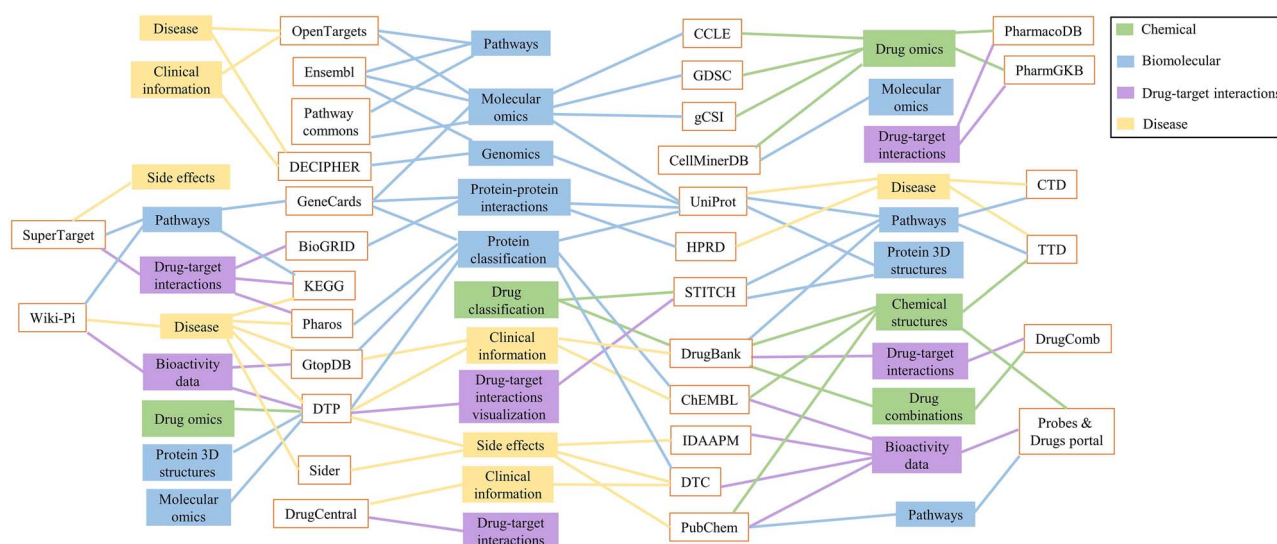 Disease
OpenTargets
Pathways
CCLE
Drug omics
PharmacoDB
Chemical
Clinical
information
Ensembl
GDSC
PharmGKB
Biomolecular
Pathway
commons
Molecular
omics
gCSI
Molecular
omics
Drug-target interactions
Disease
DECIPHER
Genomics
CellMinerDB
Drug-target
interactions
Side effects
GeneCards
Protein-protein
interactions
UniProt
Disease
CTD
SuperTarget
Pathways
BioGRID
Protein
classification
HPRD
Pathways
TTD
Drug-target
interactions
KEGG
Drug
classification
STITCH
Protein 3D
structures
Wiki-Pi
Disease
Pharos
Clinical
information
DrugBank
Chemical
structures
DrugComb
Bioactivity
data
GtopDB
Drug-target
interactions
visualization
ChEMBL
Drug-target
interactions
Drug omics
DTP
Drug
combinations
Protein 3D
structures
Sider
Side effects
IDAAPM
Bioactivity
data
Probes &
Drugs portal
Molecular
omics
DrugCentral
Clinical
information
DTC
Drug-target
interactions
PubChem
Pathways